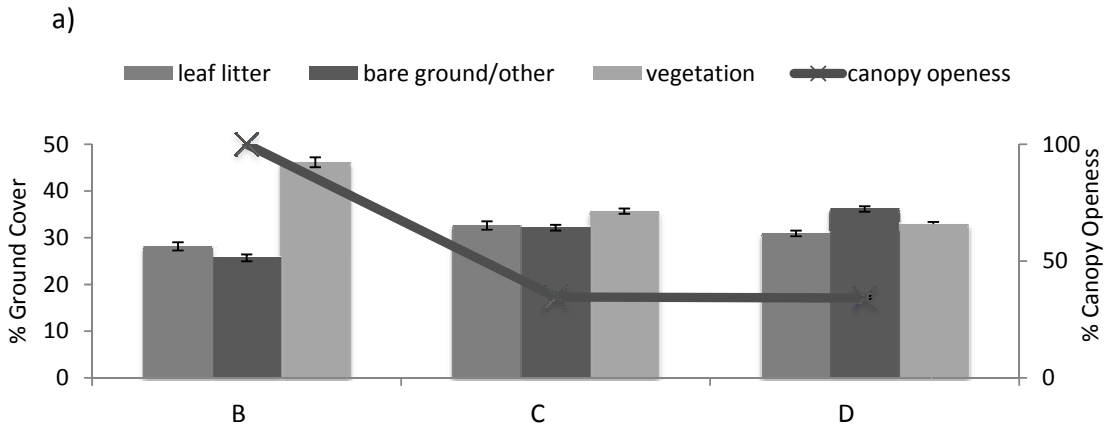 a)
leaf litter bare ground/other vegetation canopy openess
50
40
30
20
10
0
% Ground Cover
100
50
0
% Canopy Openess
B C D